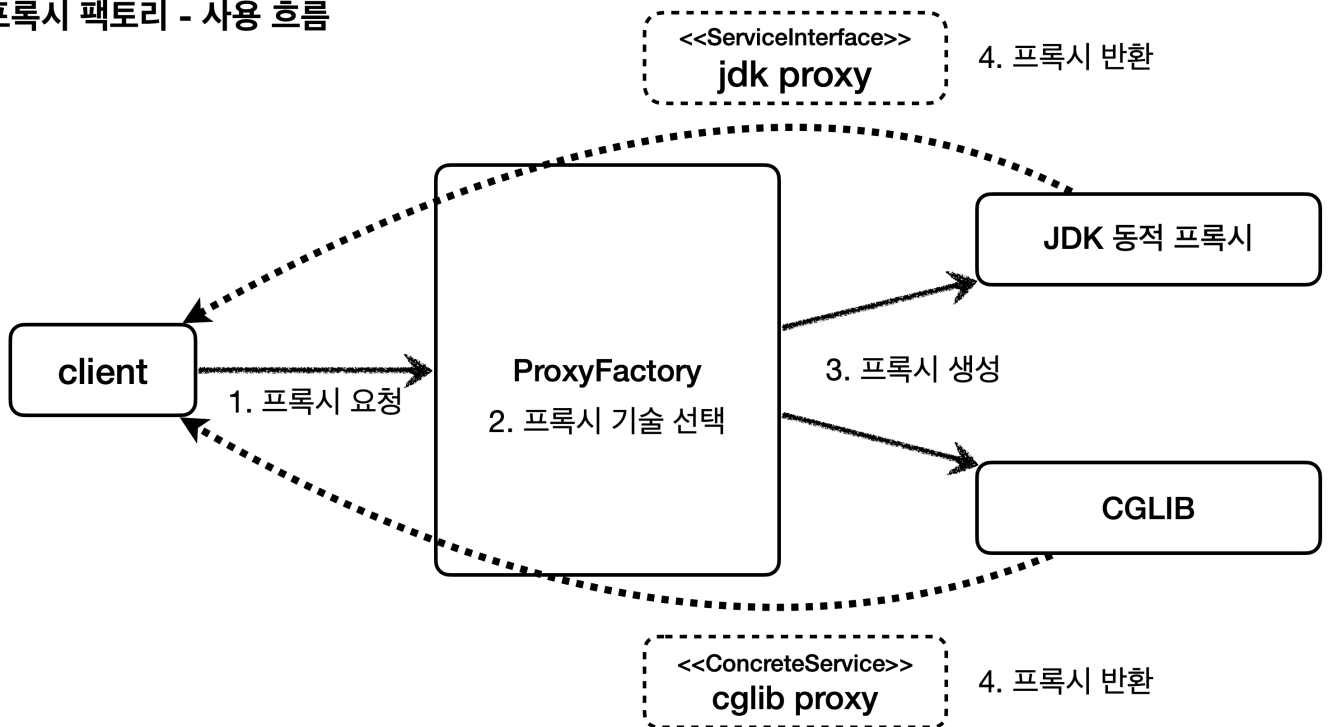 프록시 팩토리 - 사용 흐름
<<ServiceInterface>>
jdk proxy
4. 프록시 반환
JDK 동적 프록시
client
1. 프록시 요청
ProxyFactory
2. 프록시 기술 선택
3. 프록시 생성
CGLIB
<<ConcreteService>>
cglib proxy
4. 프록시 반환